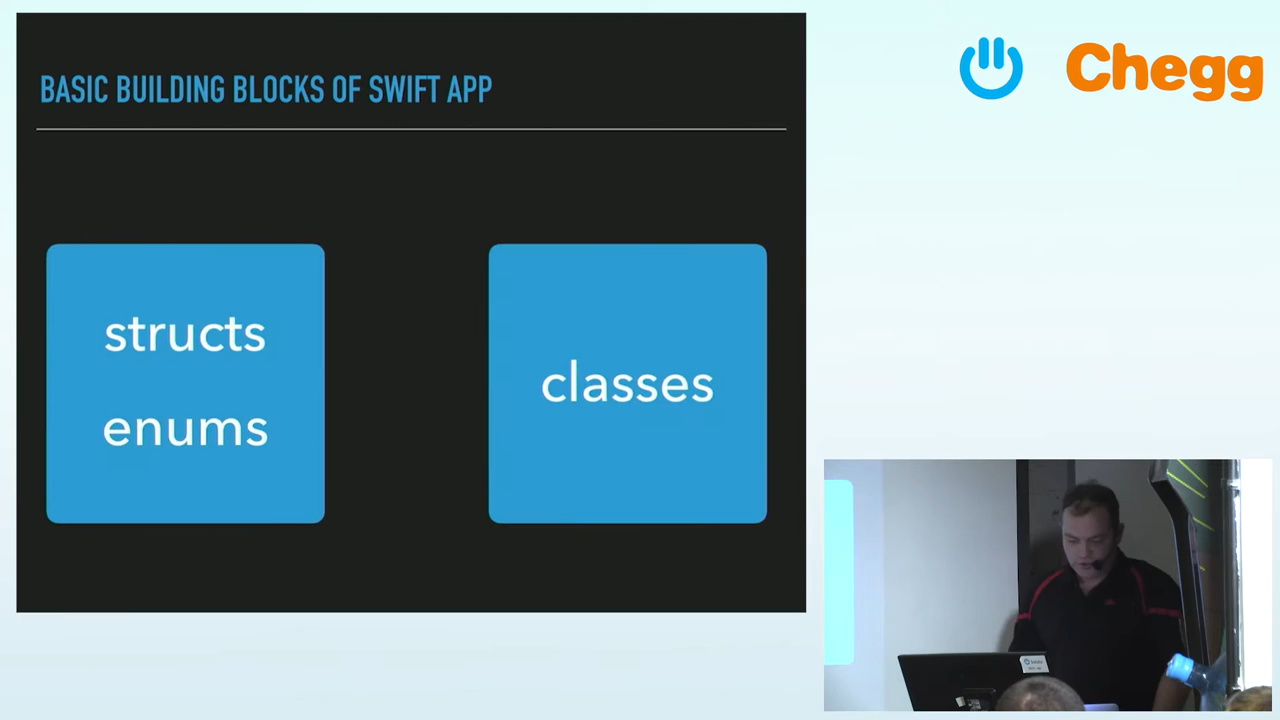 BASIC BUILDING BLOCKS OF SWIFT APP
structs
enums
classes
Chegg